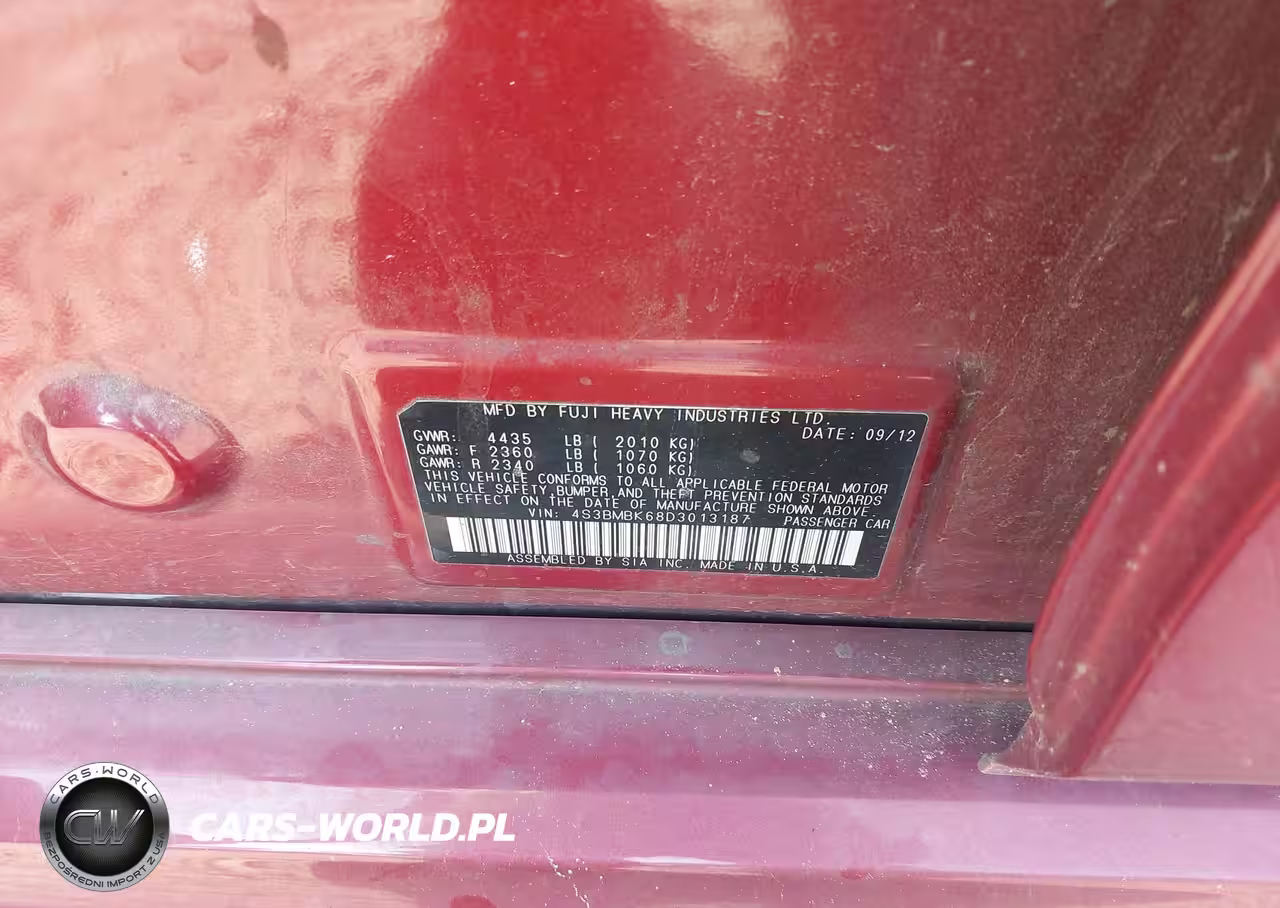 MFD BY FUJI HEAVY INDUSTRIES LTD.
DATE: 09/12
GVWR: 4435 LB ( 2010 KG)
GAWR: F 2360 LB ( 1070 KG)
GAWR: R 2340 LB ( 1060 KG)
THIS VEHICLE CONFORMS TO ALL APPLICABLE FEDERAL MOTOR
VEHICLE SAFETY, BUMPER, AND THEFT PREVENTION STANDARDS
IN EFFECT ON THE DATE OF MANUFACTURE SHOWN ABOVE.
VIN: 4S3BMBK68D3013187 PASSENGER CAR
ASSEMBLED BY SIA INC. MADE IN U.S.A.
CARS-WORLD
CW
BEZPOŚREDNI IMPORT Z USA
CARS-WORLD.PL